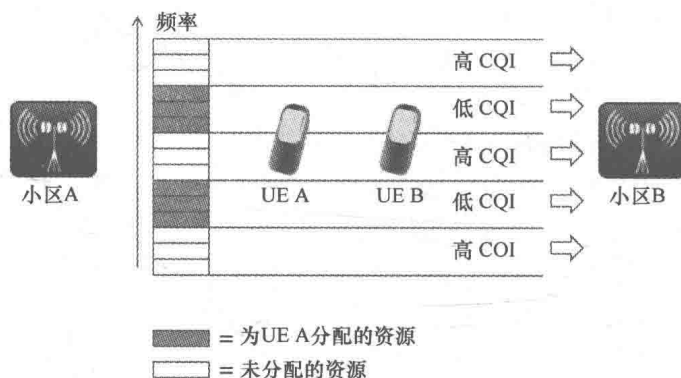 频率
高 CQI
低 CQI
高 CQI
低 CQI
高 COI
小区A
UE A
UE B
小区B
= 为UE A分配的资源
= 未分配的资源